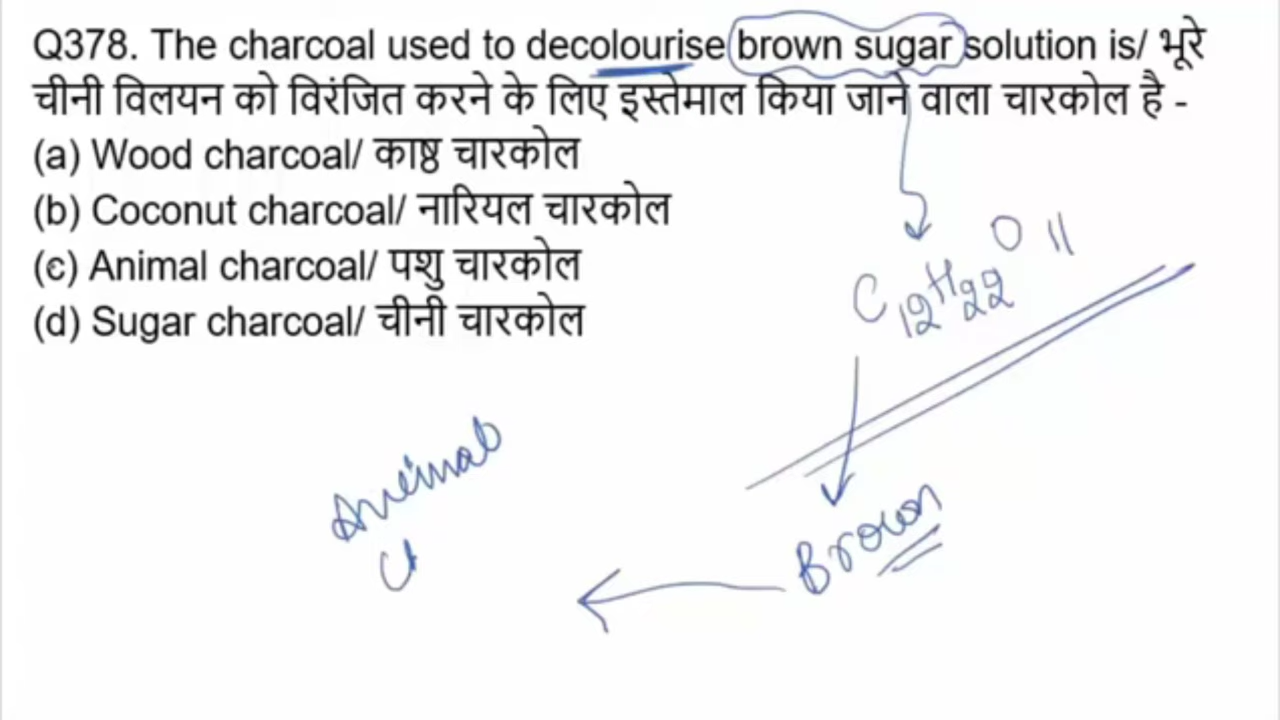 Q378. The charcoal used to decolourise brown sugar solution is/ भूरे
चीनी विलयन को विरंजित करने के लिए इस्तेमाल किया जाने वाला चारकोल है -
(a) Wood charcoal/ काष्ठ चारकोल
(b) Coconut charcoal/ नारियल चारकोल
(c) Animal charcoal/ पशु चारकोल
(d) Sugar charcoal/ चीनी चारकोल
C12H22O11
Animal
Ch
Brown